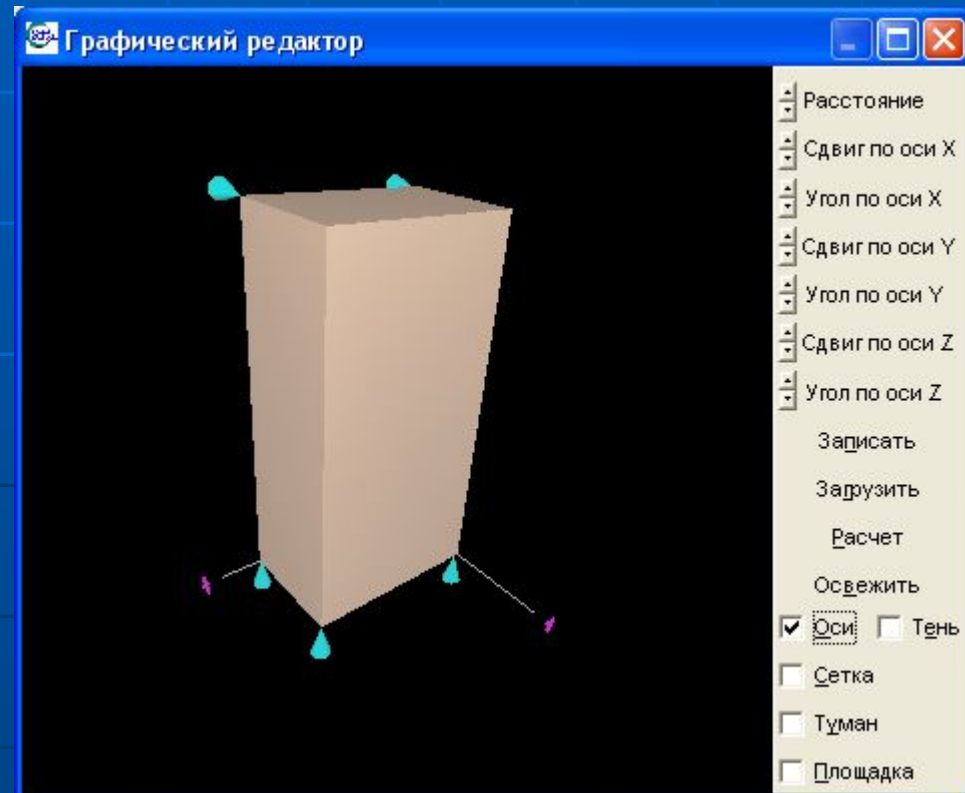 Графический редактор
Расстояние
Сдвиг по оси X
Угол по оси X
Сдвиг по оси Y
Угол по оси Y
Сдвиг по оси Z
Угол по оси Z
Записать
Загрузить
Расчет
Освежить
Оси Тень
Сетка
Туман
Площадка